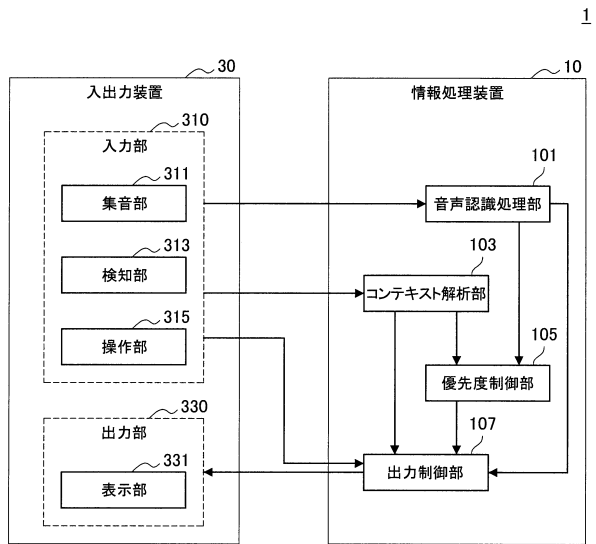 1
30
入出力装置
310
入力部
311
集音部
313
検知部
315
操作部
330
出力部
331
表示部
10
情報処理装置
101
音声認識処理部
103
コンテキスト解析部
105
優先度制御部
107
出力制御部